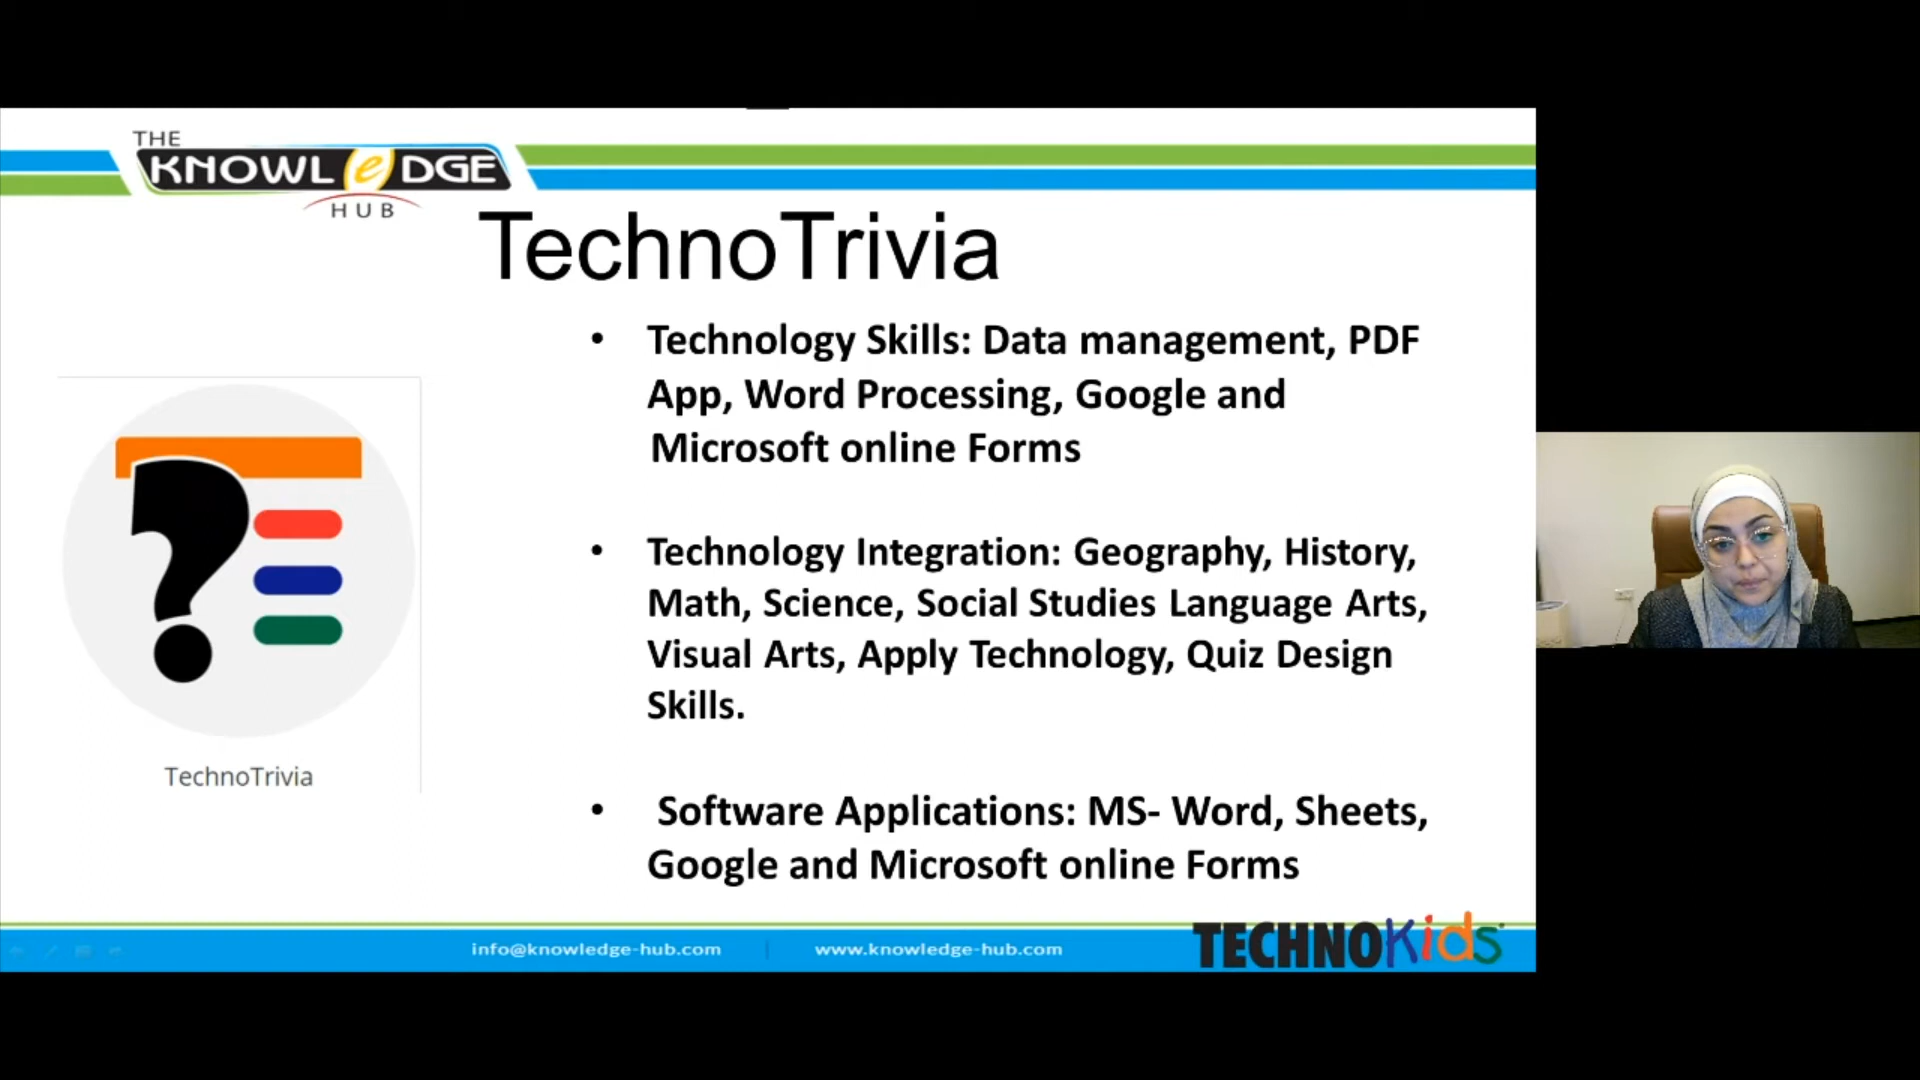 THE
KNOWLEDGE
HUB
TechnoTrivia
• Technology Skills: Data management, PDF
App, Word Processing, Google and
Microsoft online Forms
• Technology Integration: Geography, History,
Math, Science, Social Studies Language Arts,
Visual Arts, Apply Technology, Quiz Design
Skills.
• Software Applications: MS- Word, Sheets,
Google and Microsoft online Forms
TechnoTrivia
info@knowledge-hub.com | www.knowledge-hub.com
TECHNOKids